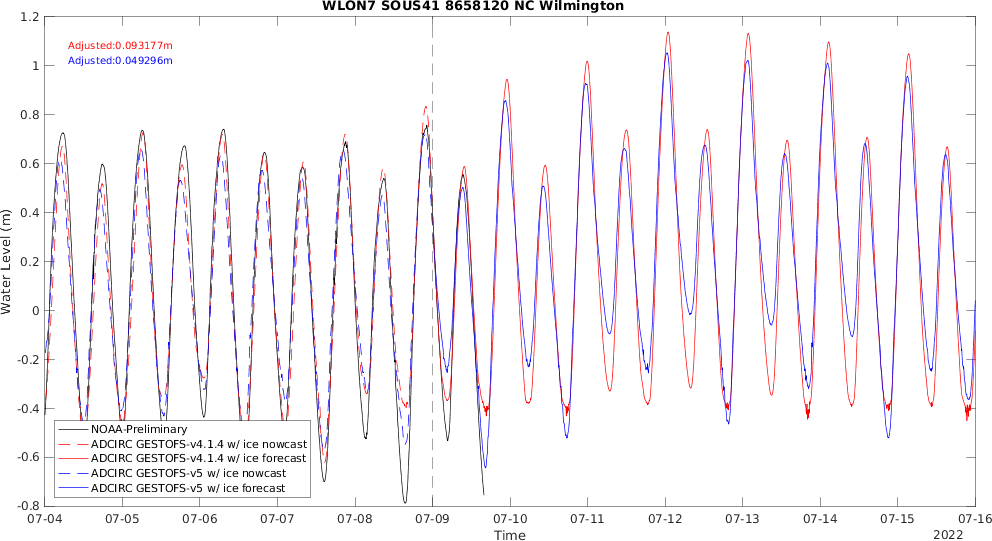 WLON7 SOUS41 8658120 NC Wilmington
1.2
1
0.8
0.6
0.4
0.2
0
-0.2
-0.4
-0.6
-0.8
Water Level (m)
Adjusted:0.093177m
Adjusted:0.049296m
NOAA-Preliminary
ADCIRC GESTOFS-v4.1.4 w/ ice nowcast
ADCIRC GESTOFS-v4.1.4 w/ ice forecast
ADCIRC GESTOFS-v5 w/ ice nowcast
ADCIRC GESTOFS-v5 w/ ice forecast
07-04 07-05 07-06 07-07 07-08 07-09 07-10 07-11 07-12 07-13 07-14 07-15 07-16
Time
2022